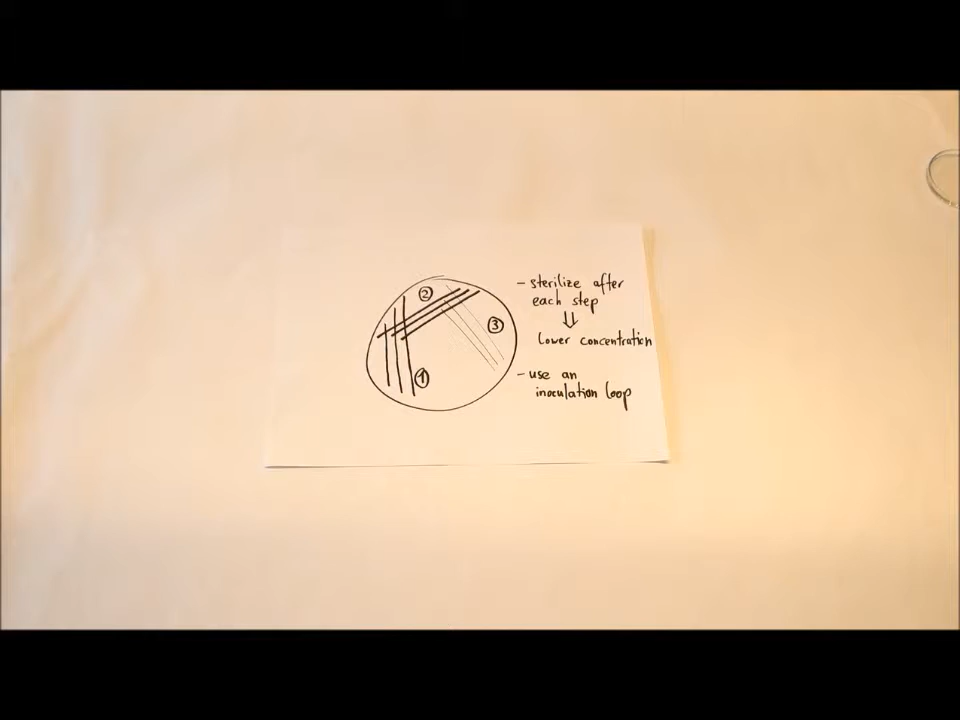 ②
③
①
- sterilize after
each step
⇓
lower concentration
- use an
inoculation loop